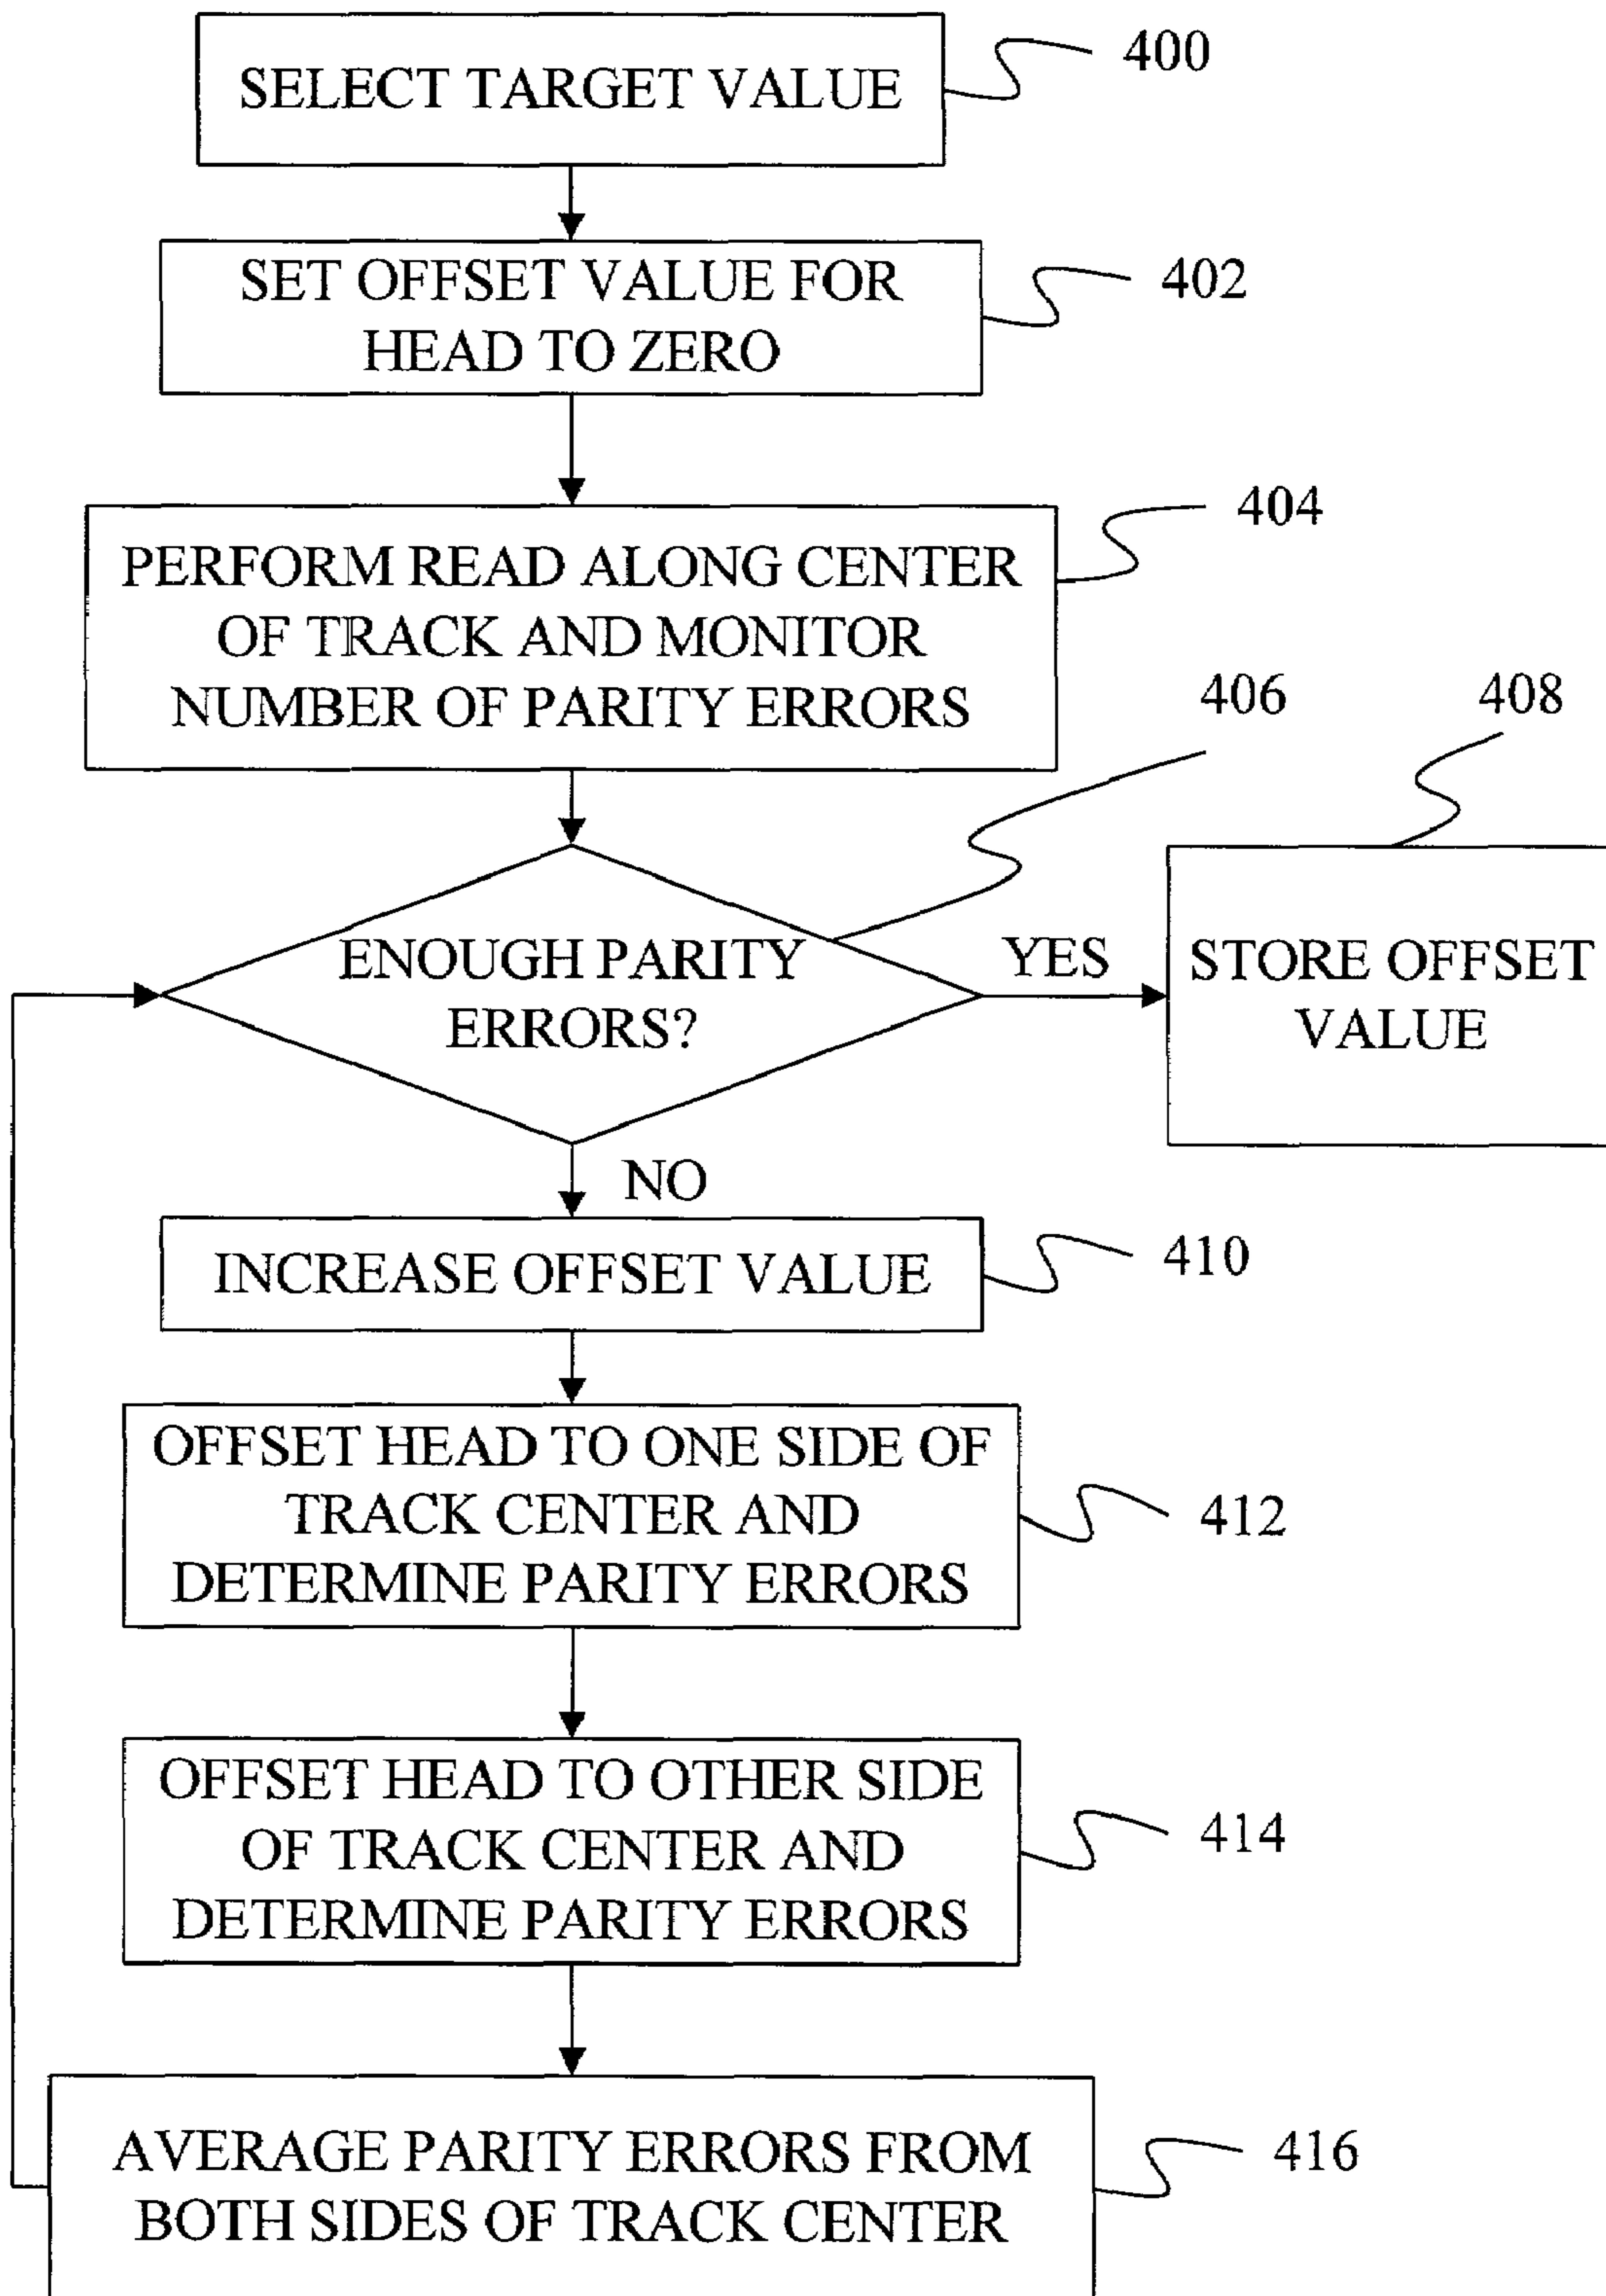 SELECT TARGET VALUE
400
SET OFFSET VALUE FOR
HEAD TO ZERO
402
PERFORM READ ALONG CENTER
OF TRACK AND MONITOR
NUMBER OF PARITY ERRORS
404
406
408
ENOUGH PARITY
ERRORS?
YES
STORE OFFSET
VALUE
NO
INCREASE OFFSET VALUE
410
OFFSET HEAD TO ONE SIDE OF
TRACK CENTER AND
DETERMINE PARITY ERRORS
412
OFFSET HEAD TO OTHER SIDE
OF TRACK CENTER AND
DETERMINE PARITY ERRORS
414
AVERAGE PARITY ERRORS FROM
BOTH SIDES OF TRACK CENTER
416